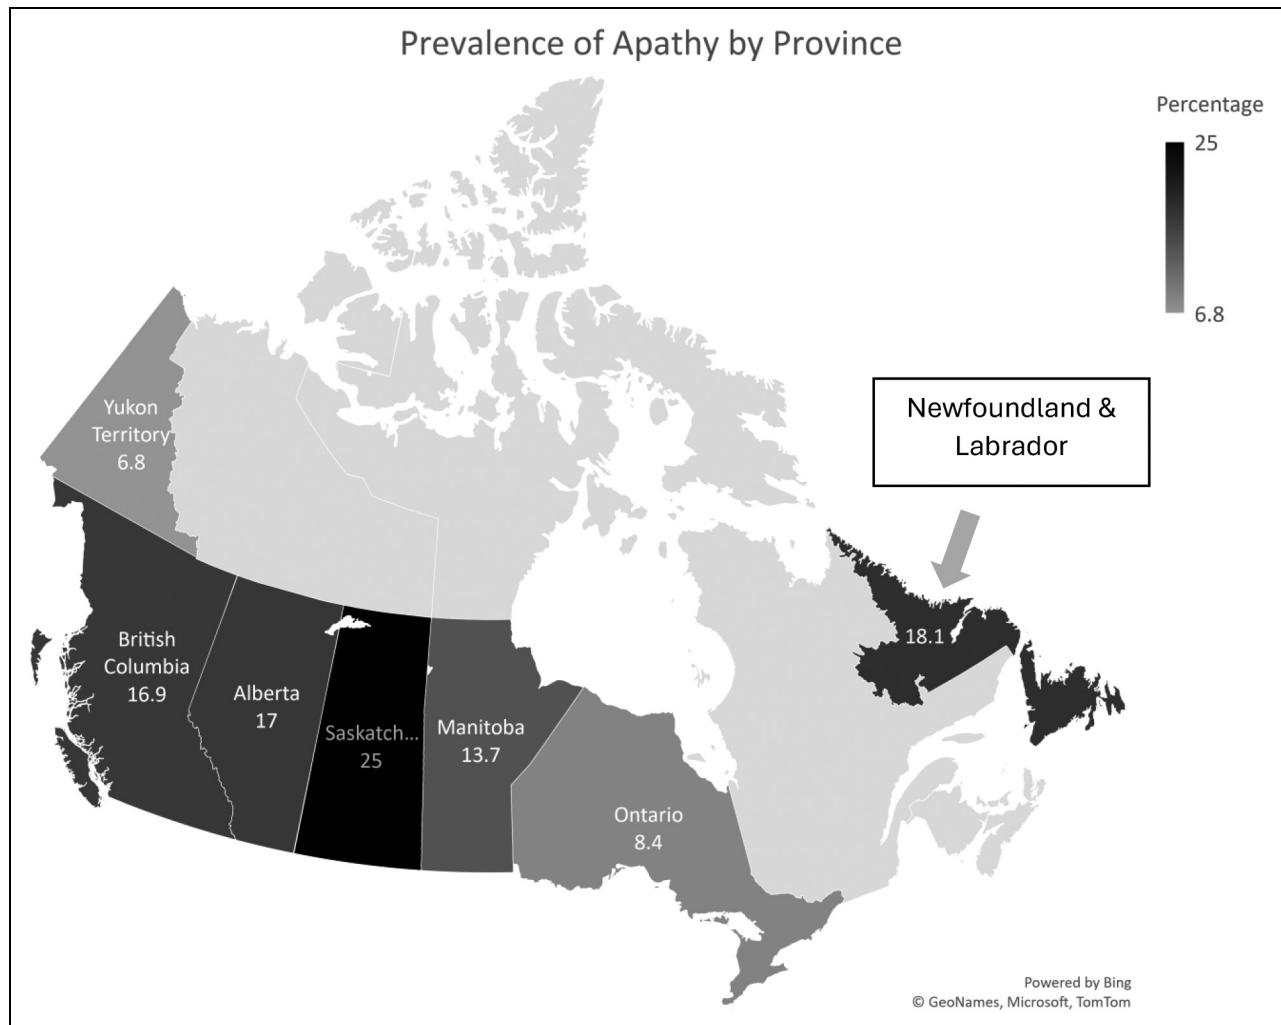 Prevalence of Apathy by Province
Percentage
25
6.8
Newfoundland &
Labrador
Yukon
Territory
6.8
18.1
British
Columbia
16.9
Alberta
17
Saskatch...
25
Manitoba
13.7
Ontario
8.4
Powered by Bing
© GeoNames, Microsoft, TomTom